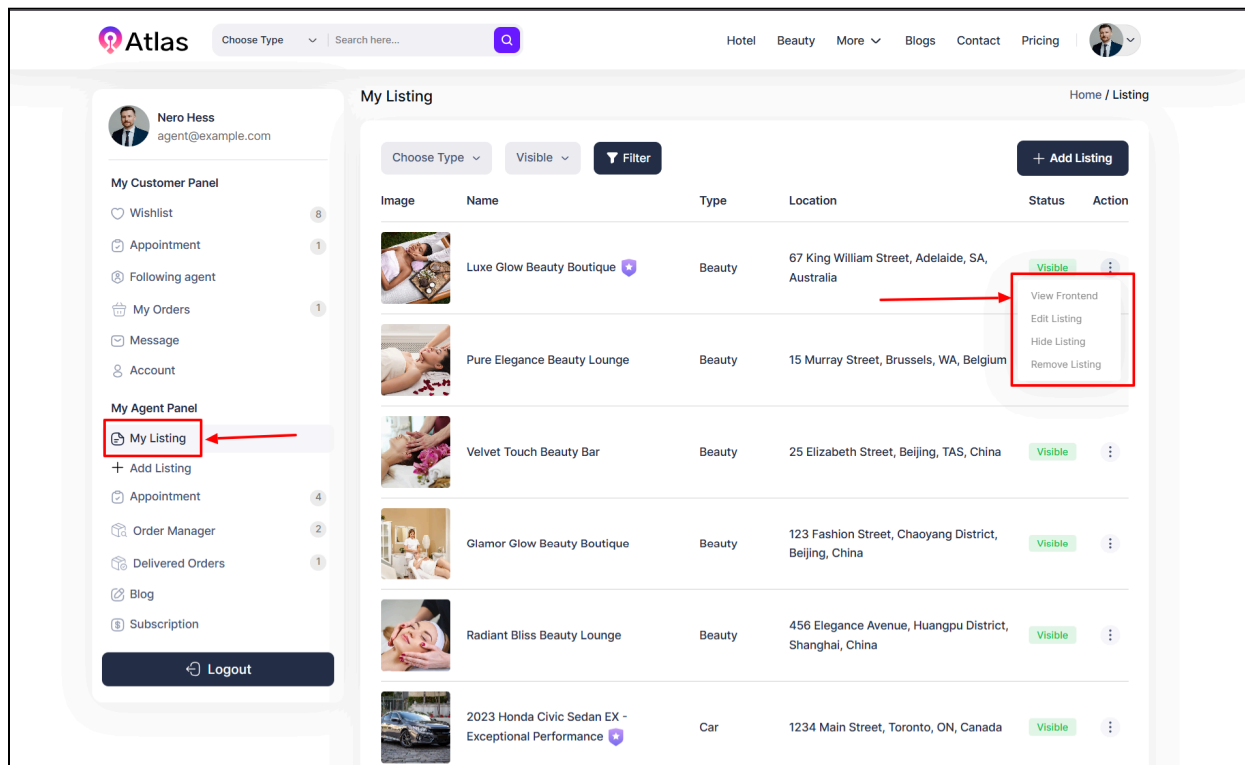 Atlas
Choose Type
Search here...
Hotel
Beauty
More
Blogs
Contact
Pricing
Nero Hess
agent@example.com
My Customer Panel
Wishlist 8
Appointment 1
Following agent
My Orders 1
Message
Account
My Agent Panel
My Listing
Add Listing
Appointment 4
Order Manager 2
Delivered Orders 1
Blog
Subscription
Logout
My Listing
Home / Listing
Choose Type
Visible
Filter
+ Add Listing
Image Name Type Location Status Action
Luxe Glow Beauty Boutique Beauty 67 King William Street, Adelaide, SA,
Australia Visible
View Frontend
Edit Listing
Hide Listing
Remove Listing
Pure Elegance Beauty Lounge Beauty 15 Murray Street, Brussels, WA, Belgium
Velvet Touch Beauty Bar Beauty 25 Elizabeth Street, Beijing, TAS, China Visible
Glamor Glow Beauty Boutique Beauty 123 Fashion Street, Chaoyang District,
Beijing, China Visible
Radiant Bliss Beauty Lounge Beauty 456 Elegance Avenue, Huangpu District,
Shanghai, China Visible
2023 Honda Civic Sedan EX -
Exceptional Performance Car 1234 Main Street, Toronto, ON, Canada Visible